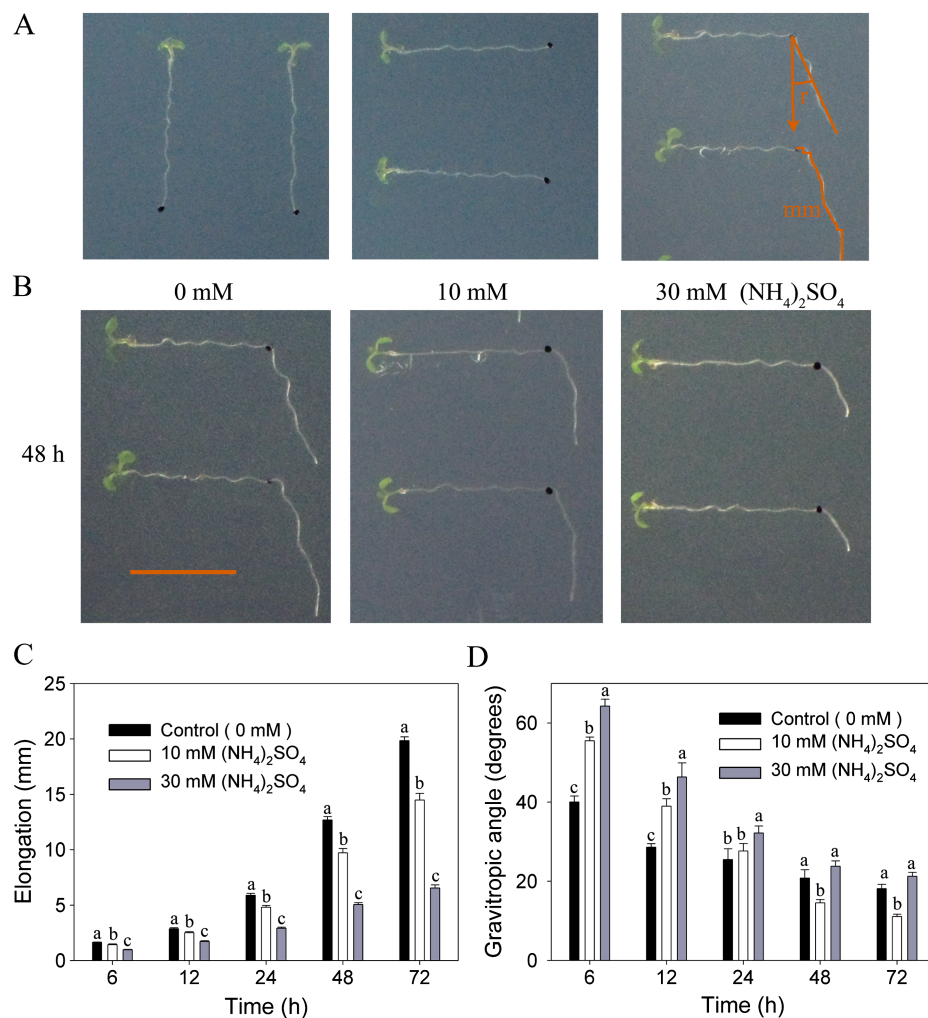 A
r
mm
B
0 mM 10 mM 30 mM (NH₄)₂SO₄
48 h
C
25
20
15
10
5
0
Elongation (mm)
Control ( 0 mM )
10 mM (NH₄)₂SO₄
30 mM (NH₄)₂SO₄
a b c a b c a b c a b c a b c
6 12 24 48 72
Time (h)
D
60
40
20
0
Gravitropic angle (degrees)
Control ( 0 mM )
10 mM (NH₄)₂SO₄
30 mM (NH₄)₂SO₄
c b a c b a b b a a b a a b a
6 12 24 48 72
Time (h)